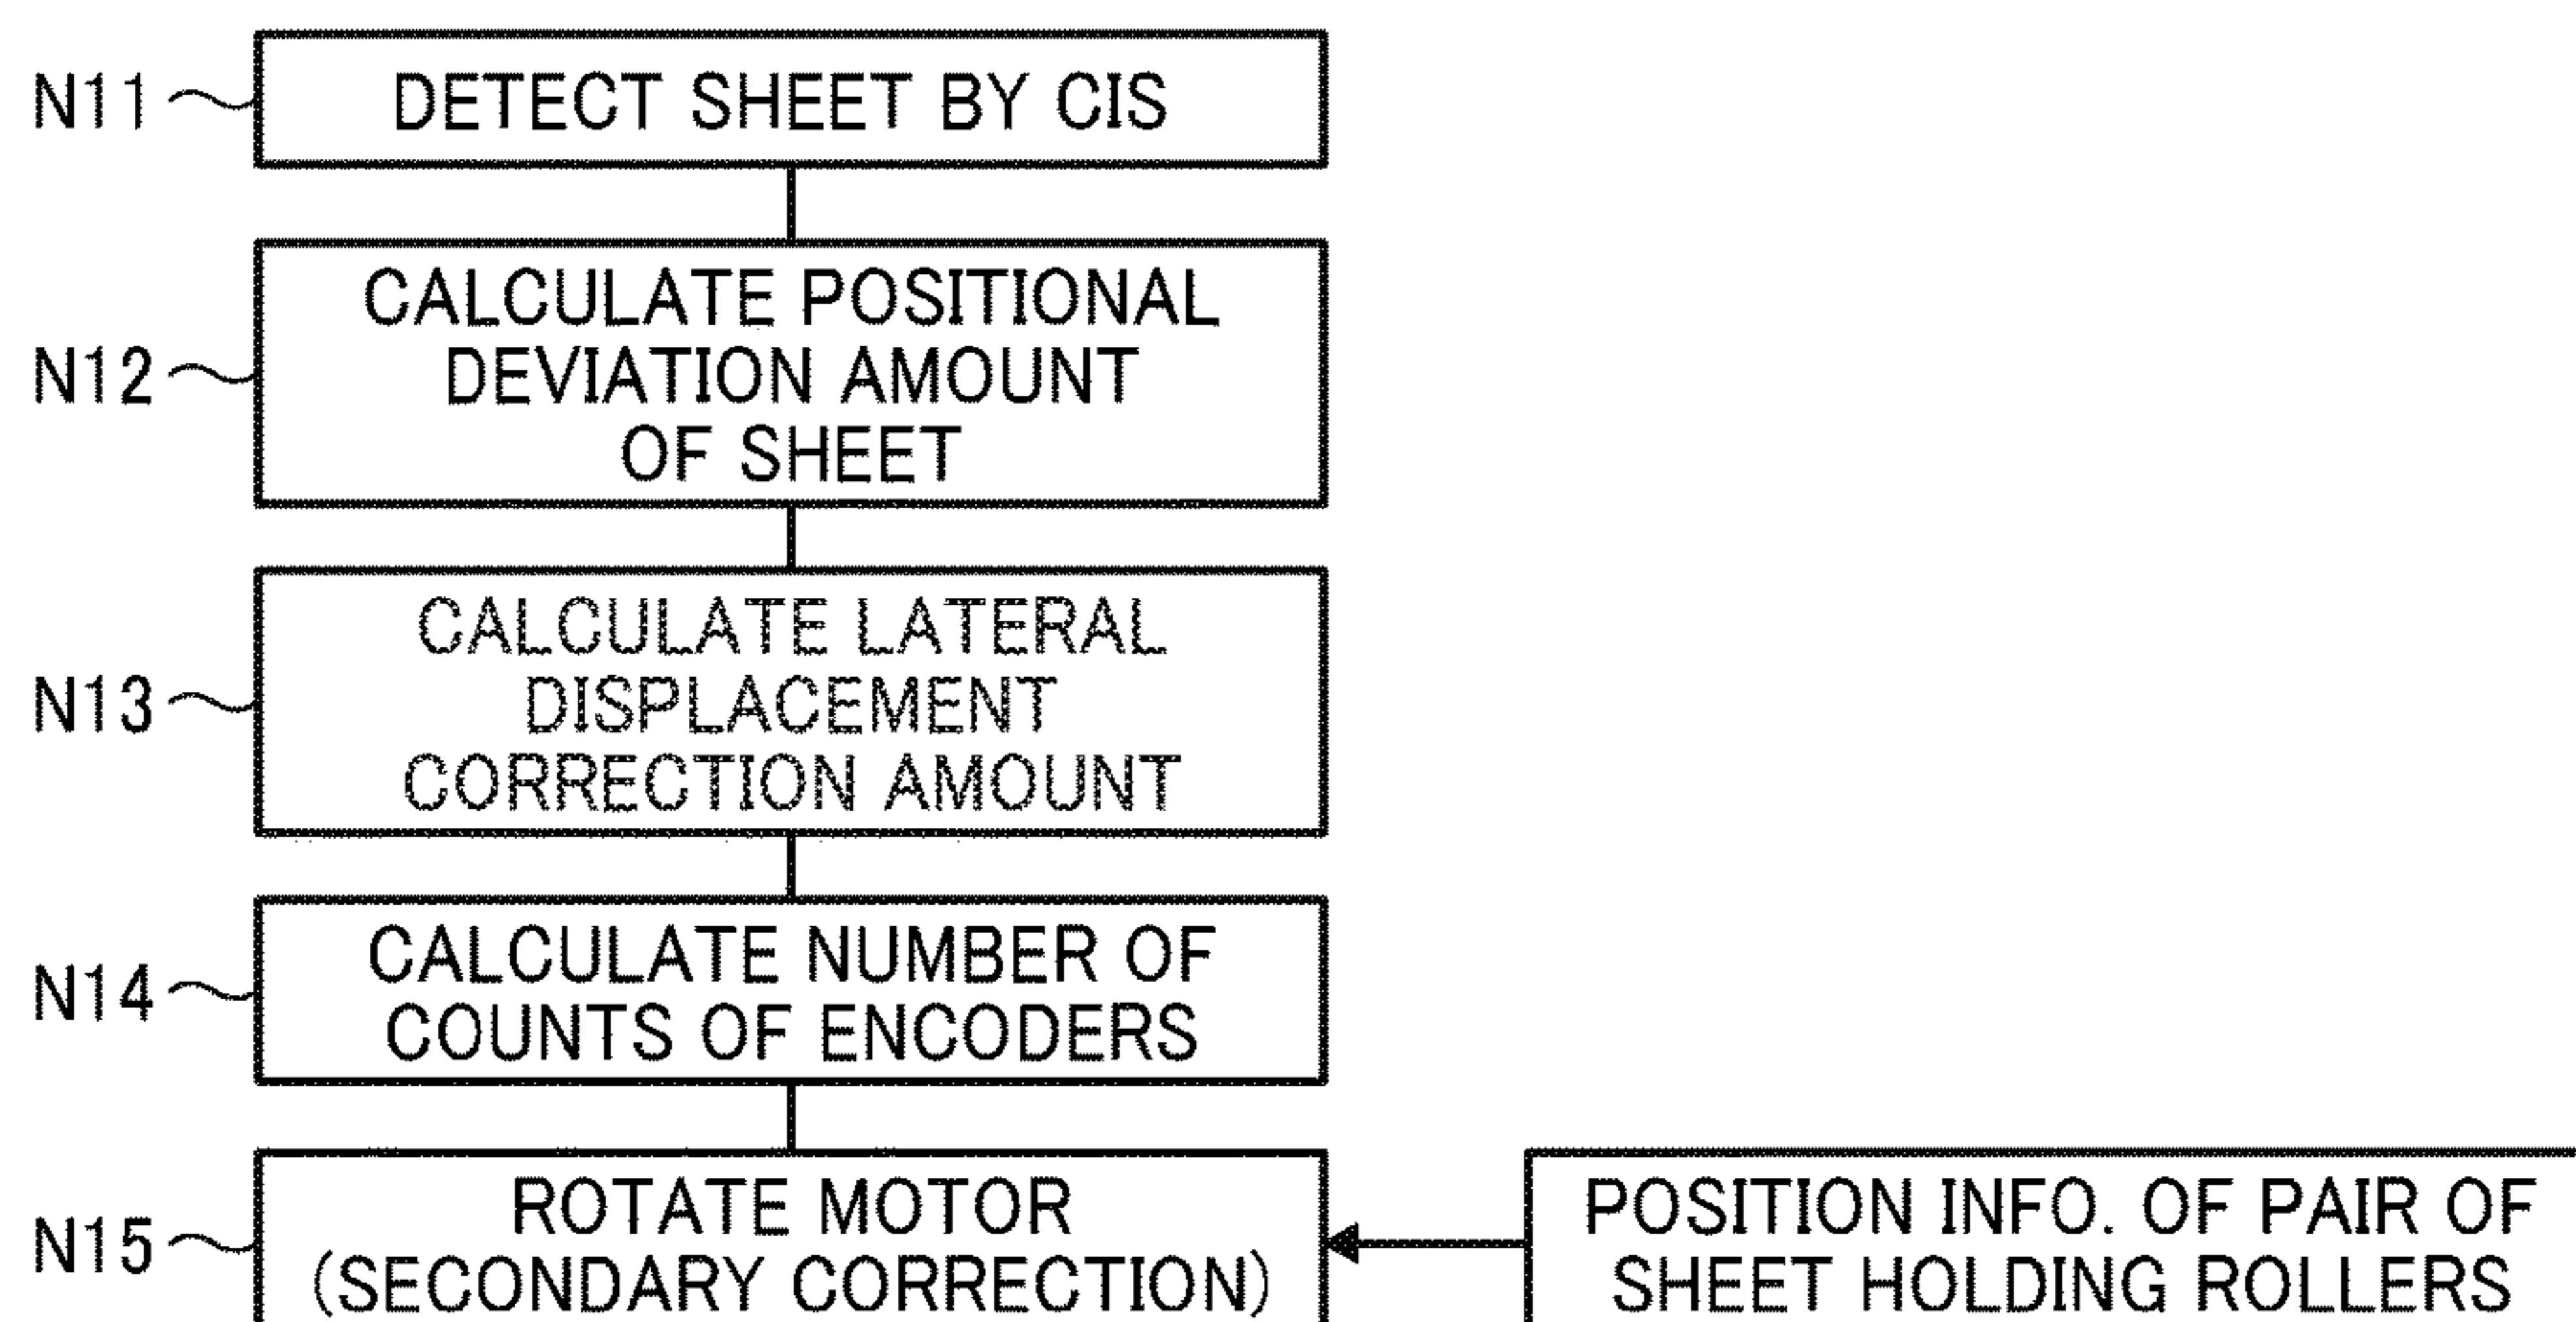 N11
DETECT SHEET BY CIS
N12
CALCULATE POSITIONAL
DEVIATION AMOUNT
OF SHEET
N13
CALCULATE LATERAL
DISPLACEMENT
CORRECTION AMOUNT
N14
CALCULATE NUMBER OF
COUNTS OF ENCODERS
N15
ROTATE MOTOR
(SECONDARY CORRECTION)
POSITION INFO. OF PAIR OF
SHEET HOLDING ROLLERS